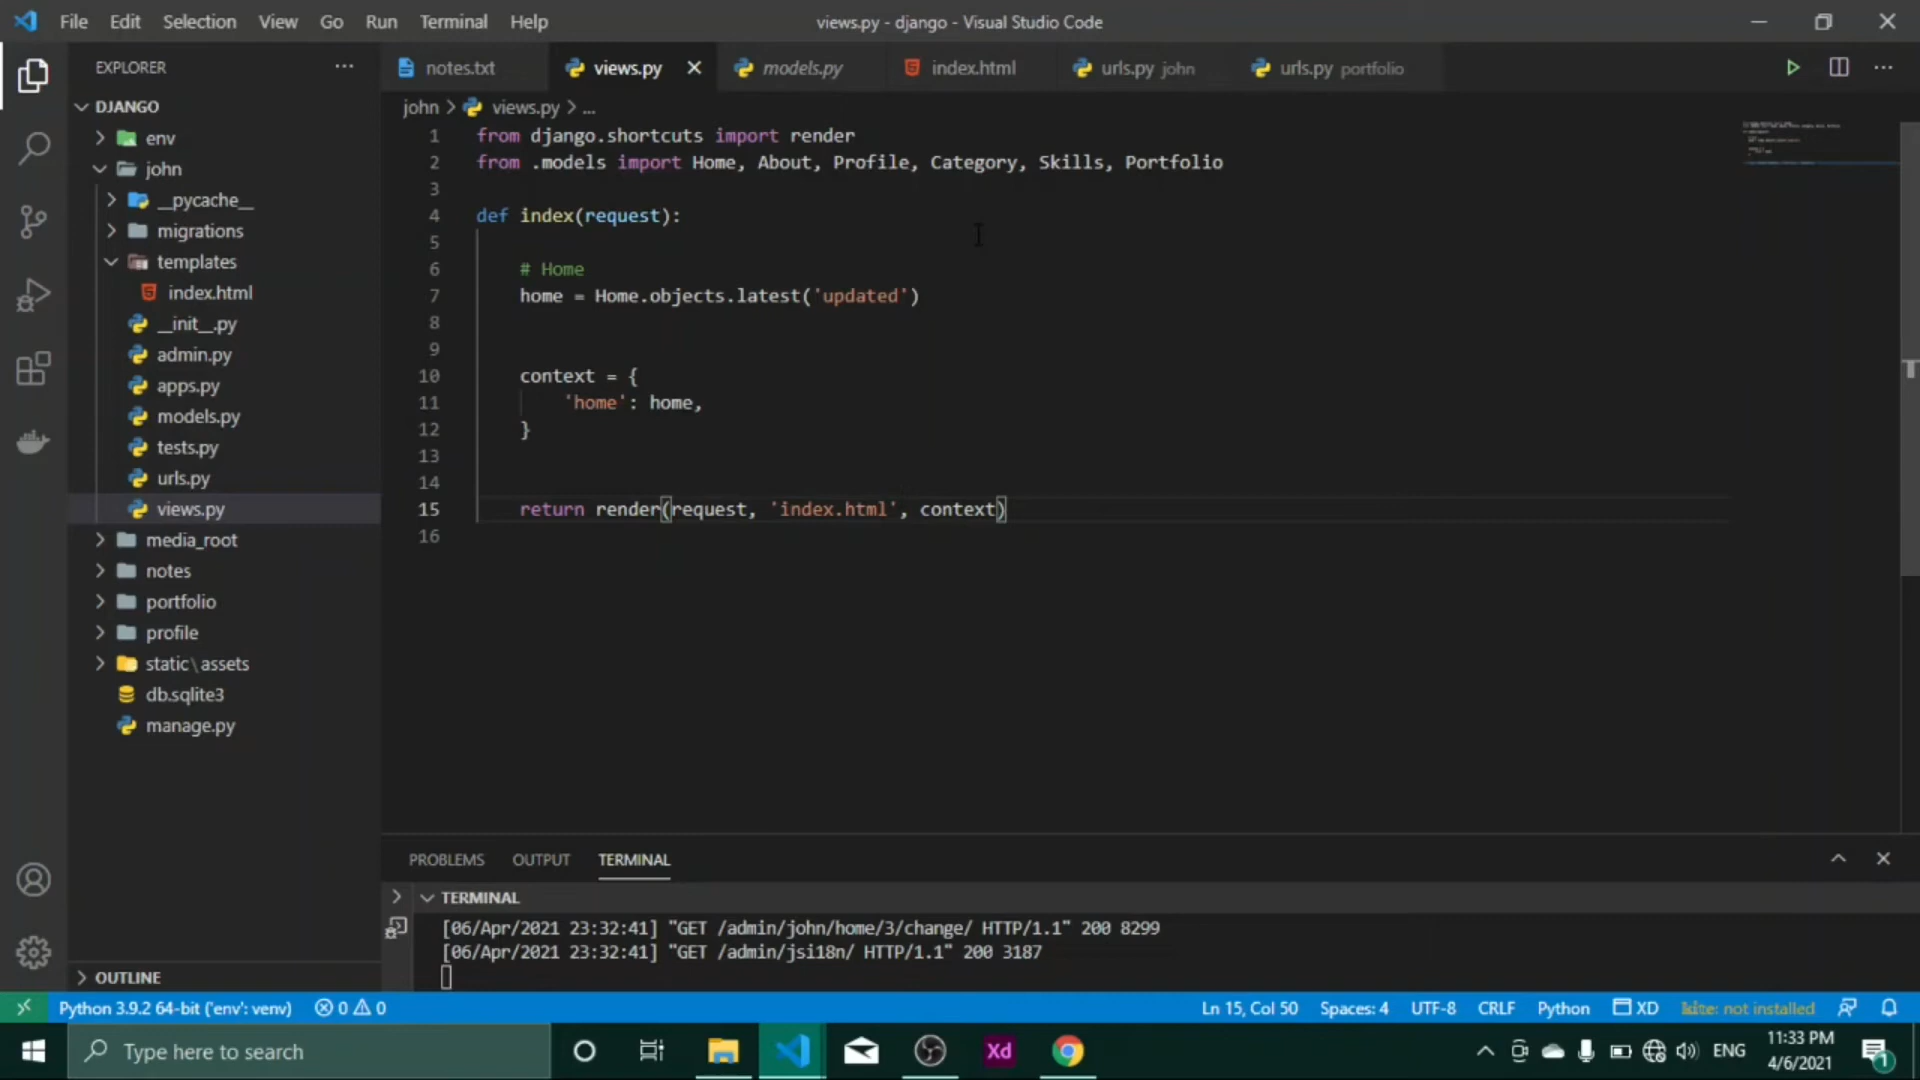 File Edit Selection View Go Run Terminal Help
views.py - django - Visual Studio Code
EXPLORER
DJANGO
env
john
__pycache__
migrations
templates
index.html
__init__.py
admin.py
apps.py
models.py
tests.py
urls.py
views.py
media_root
notes
portfolio
profile
static\assets
db.sqlite3
manage.py
OUTLINE
notes.txt views.py models.py index.html urls.py john urls.py portfolio
john > views.py > ...
1 from django.shortcuts import render
2 from .models import Home, About, Profile, Category, Skills, Portfolio
3
4 def index(request):
5
6 # Home
7 home = Home.objects.latest('updated')
8
9
10 context = {
11 'home': home,
12 }
13
14
15 return render(request, 'index.html', context)
16
PROBLEMS OUTPUT TERMINAL
TERMINAL
[06/Apr/2021 23:32:41] "GET /admin/john/home/3/change/ HTTP/1.1" 200 8299
[06/Apr/2021 23:32:41] "GET /admin/jsi18n/ HTTP/1.1" 200 3187
Python 3.9.2 64-bit ('env': venv) 0 0 Ln 15, Col 50 Spaces: 4 UTF-8 CRLF Python XD kite: not installed
Type here to search
Xd
ENG
11:33 PM
4/6/2021
1